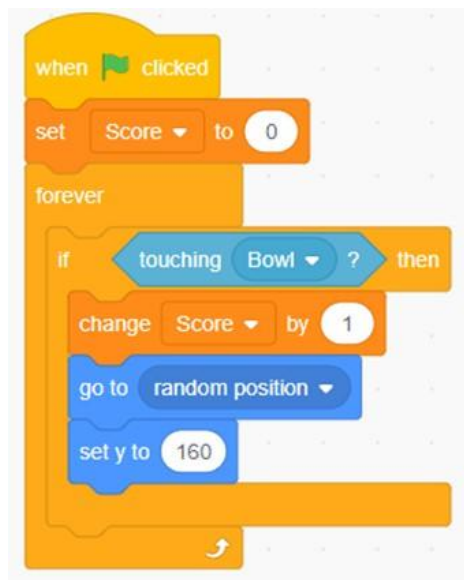 when clicked
set Score to 0
forever
if touching Bowl ? then
change Score by 1
go to random position
set y to 160